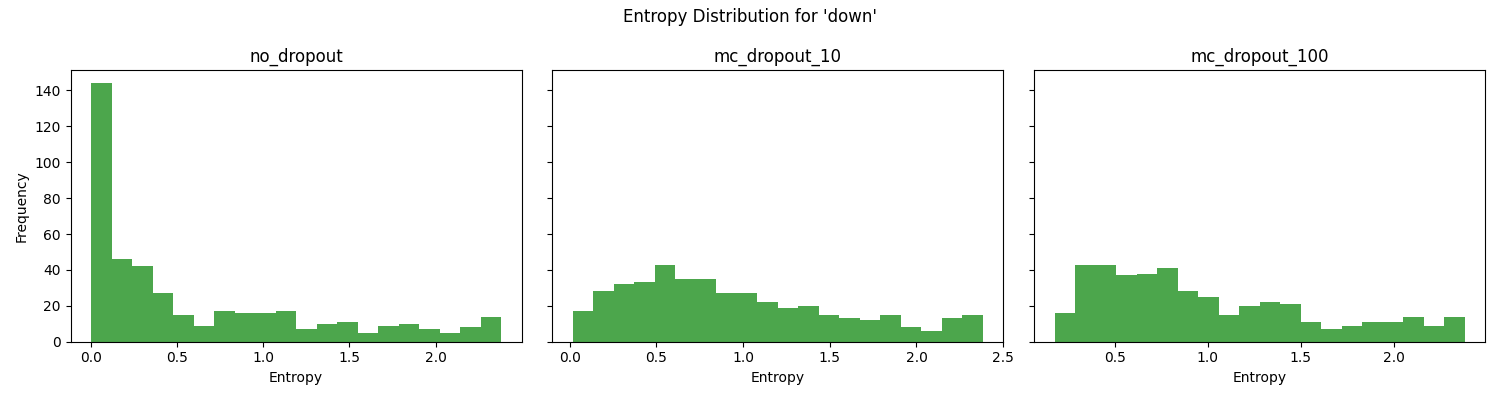 Entropy Distribution for 'down'
no_dropout
mc_dropout_10
mc_dropout_100
Frequency
140
120
100
80
60
40
20
0
0.0 0.5 1.0 1.5 2.0
0.0 0.5 1.0 1.5 2.0 2.5
0.5 1.0 1.5 2.0
Entropy
Entropy
Entropy